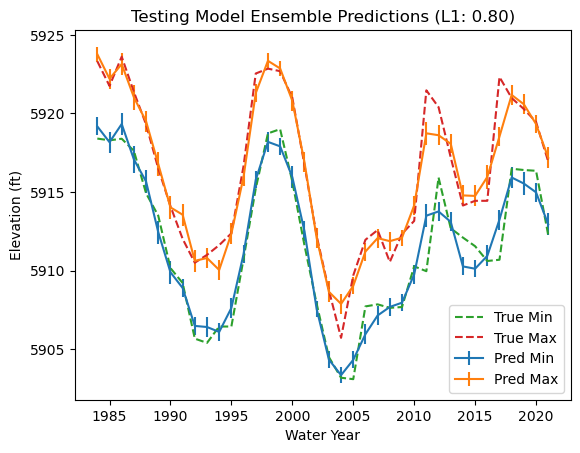 Testing Model Ensemble Predictions (L1: 0.80)
5925
5920
5915
5910
5905
Elevation (ft)
True Min
True Max
Pred Min
Pred Max
1985 1990 1995 2000 2005 2010 2015 2020
Water Year